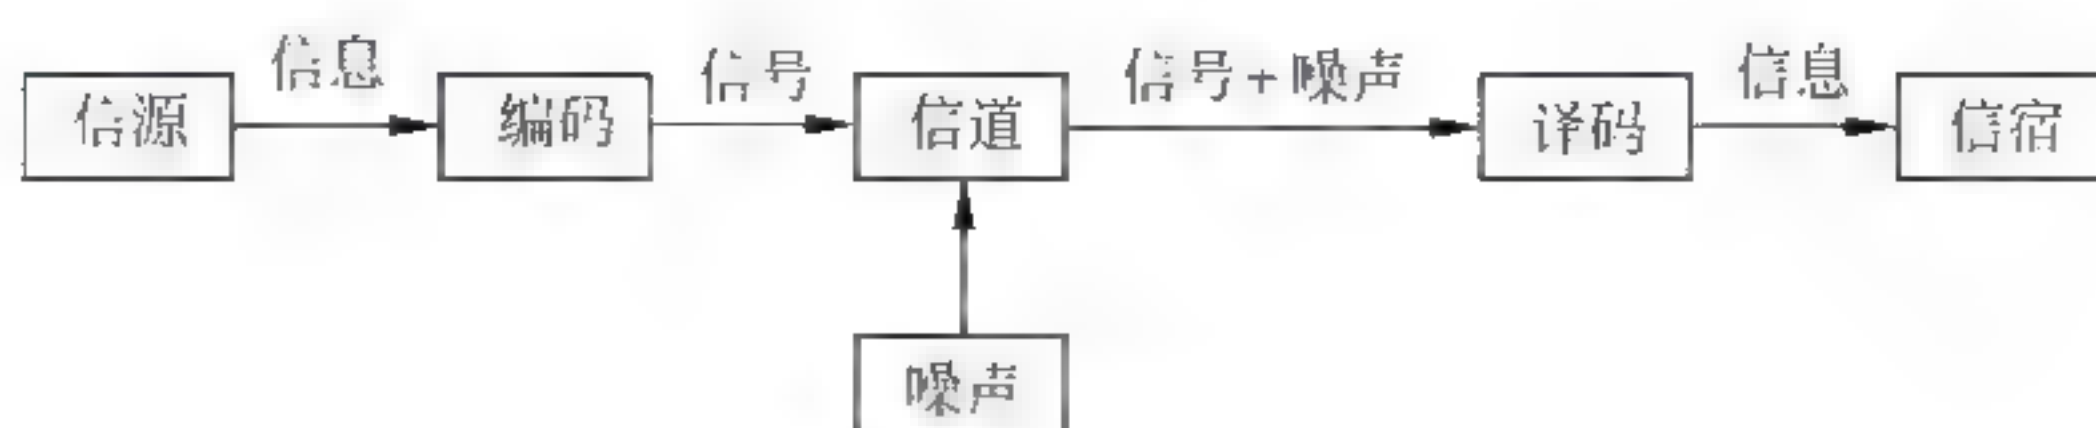 信息 信号 信号+噪声 信息
信源 编码 信道 译码 信宿
噪声